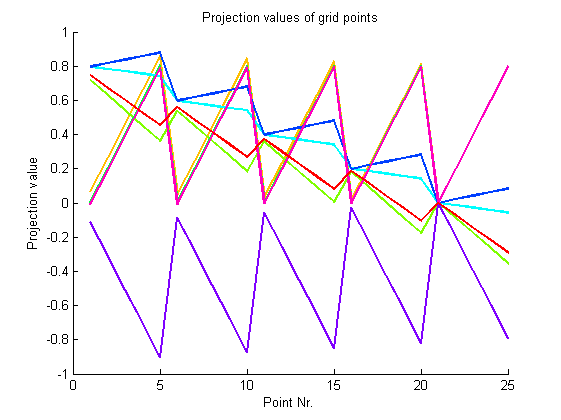 Projection values of grid points
1
0.8
0.6
0.4
0.2
0
-0.2
-0.4
-0.6
-0.8
-1
Projection value
0 5 10 15 20 25
Point Nr.